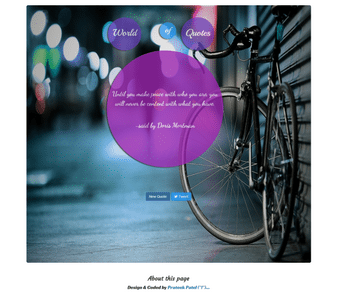 World of Quotes
Until you make peace with who you are, you
will never be content with what you have.
-said by Doris Mortman
New Quote Tweet
About this page
Design & Coded by Prateek Patel ("/")...